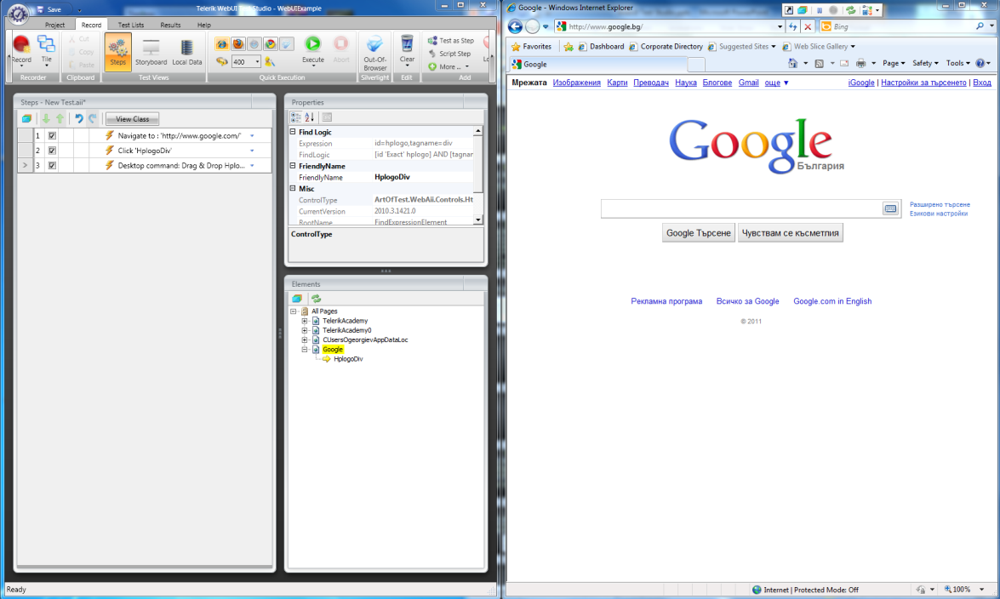 Save
Telerik WebUI Test Studio - WebUIExample
Project Record Test Lists Results Help
Record Tile
Cut
Copy
Paste
Steps Storyboard Local Data
400
Execute Abort
Out-Of-Browser
Clear
Test as Step
Script Step
More ...
Recorder Clipboard Test Views Quick Execution Silverlight Edit Add
Steps - New Test.aii*
View Class
1 Navigate to : 'http://www.google.com/'
2 Click 'HplogoDiv'
3 Desktop command: Drag & Drop Hplo...
Properties
Find Logic
Expression id=hplogo,tagname=div
FindLogic [id 'Exact' hplogo] AND [tagnar
FriendlyName
FriendlyName HplogoDiv
Misc
ControlType ArtOfTest.WebAii.Controls.Ht
CurrentVersion 2010.3.1421.0
RootName FindExpressionElement
ControlType
Elements
All Pages
TelerikAcademy
TelerikAcademy0
CUsersOgeorgievAppDataLoc
Google
HplogoDiv
Ready
Google - Windows Internet Explorer
http://www.google.bg/
Bing
Favorites Dashboard Corporate Directory Suggested Sites Web Slice Gallery
Google
Page Safety Tools
Мрежата Изображения Карти Преводач Наука Блогове Gmail още ▼
iGoogle | Настройки за търсенето | Вход
Google
България
Разширено търсене
Езикови настройки
Google Търсене Чувствам се късметлия
Рекламна програма Всичко за Google Google.com in English
© 2011
Internet | Protected Mode: Off
100%